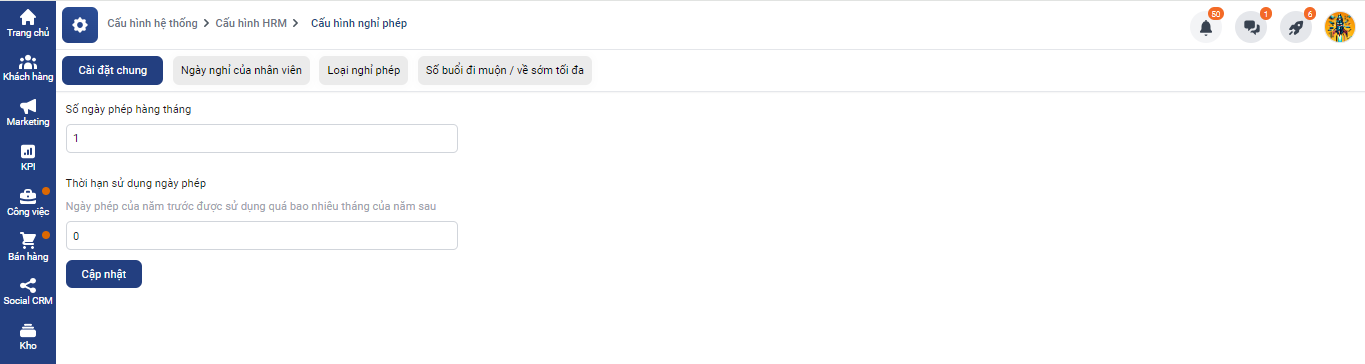 Trang chủ
Khách hàng
Marketing
KPI
Công việc
Bán hàng
Social CRM
Kho
Cấu hình hệ thống > Cấu hình HRM > Cấu hình nghỉ phép
50
1
6
Cài đặt chung
Ngày nghỉ của nhân viên
Loại nghỉ phép
Số buổi đi muộn / về sớm tối đa
Số ngày phép hàng tháng
1
Thời hạn sử dụng ngày phép
Ngày phép của năm trước được sử dụng quá bao nhiêu tháng của năm sau
0
Cập nhật